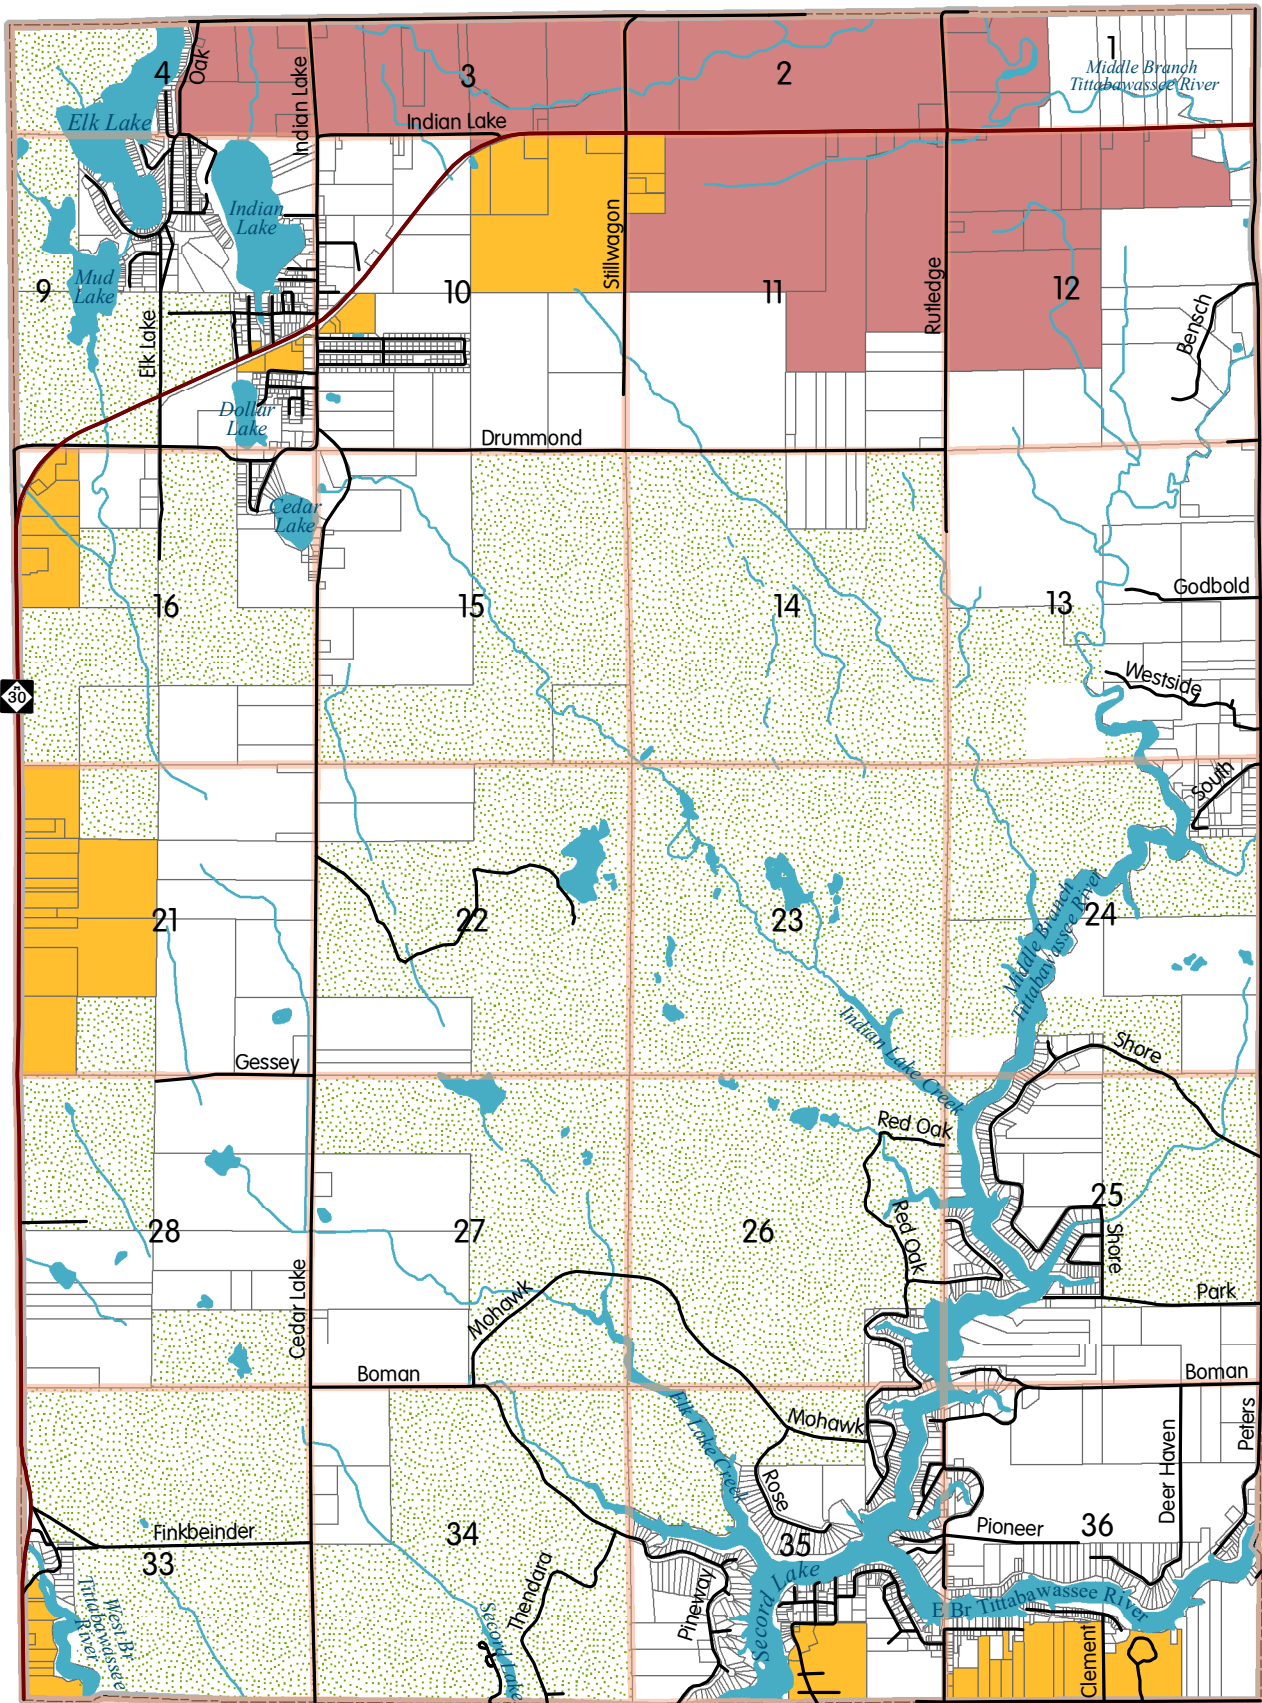 1
Middle Branch
Tittabawassee River
4
Oak
Indian Lake
3
2
Elk Lake
Indian Lake
Indian
Lake
Stillwagon
Mud
Lake
9
10
11
Rutledge
12
Bensch
Elk Lake
Dollar
Lake
Drummond
Cedar
Lake
16
15
14
13
Godbold
Westside
M
30
South
21
22
23
24
Middle Branch
Tittabawassee River
Indian Lake Creek
Gessey
Shore
Red Oak
25
28
27
26
Red Oak
Shore
Cedar Lake
Mohawk
Park
Boman
Boman
Elk Lake Creek
Mohawk
Deer Haven
Peters
Rose
Finkbeinder
34
35
Pioneer
36
33
Thendara
Pineway
Second Lake
Second Lake
E Br Tittabawassee River
West Br
Tittabawassee
River
Clement